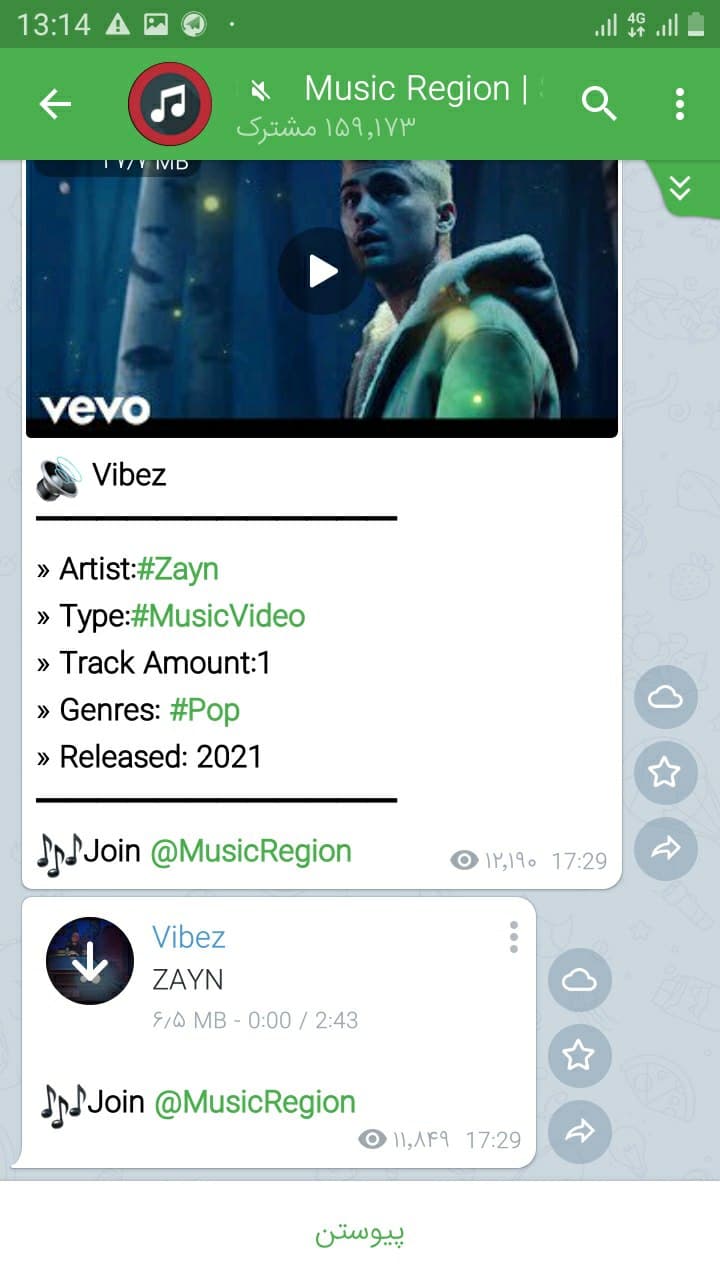 13:14
4G
Music Region |
۱۵۹,۱۷۳ مشترک
MB
vevo
Vibez
» Artist:#Zayn
» Type:#MusicVideo
» Track Amount:1
» Genres: #Pop
» Released: 2021
Join @MusicRegion
۱۲,۱۹۰ 17:29
Vibez
ZAYN
۶٫۵ MB - 0:00 / 2:43
Join @MusicRegion
۱۱,۸۴۹ 17:29
پیوستن